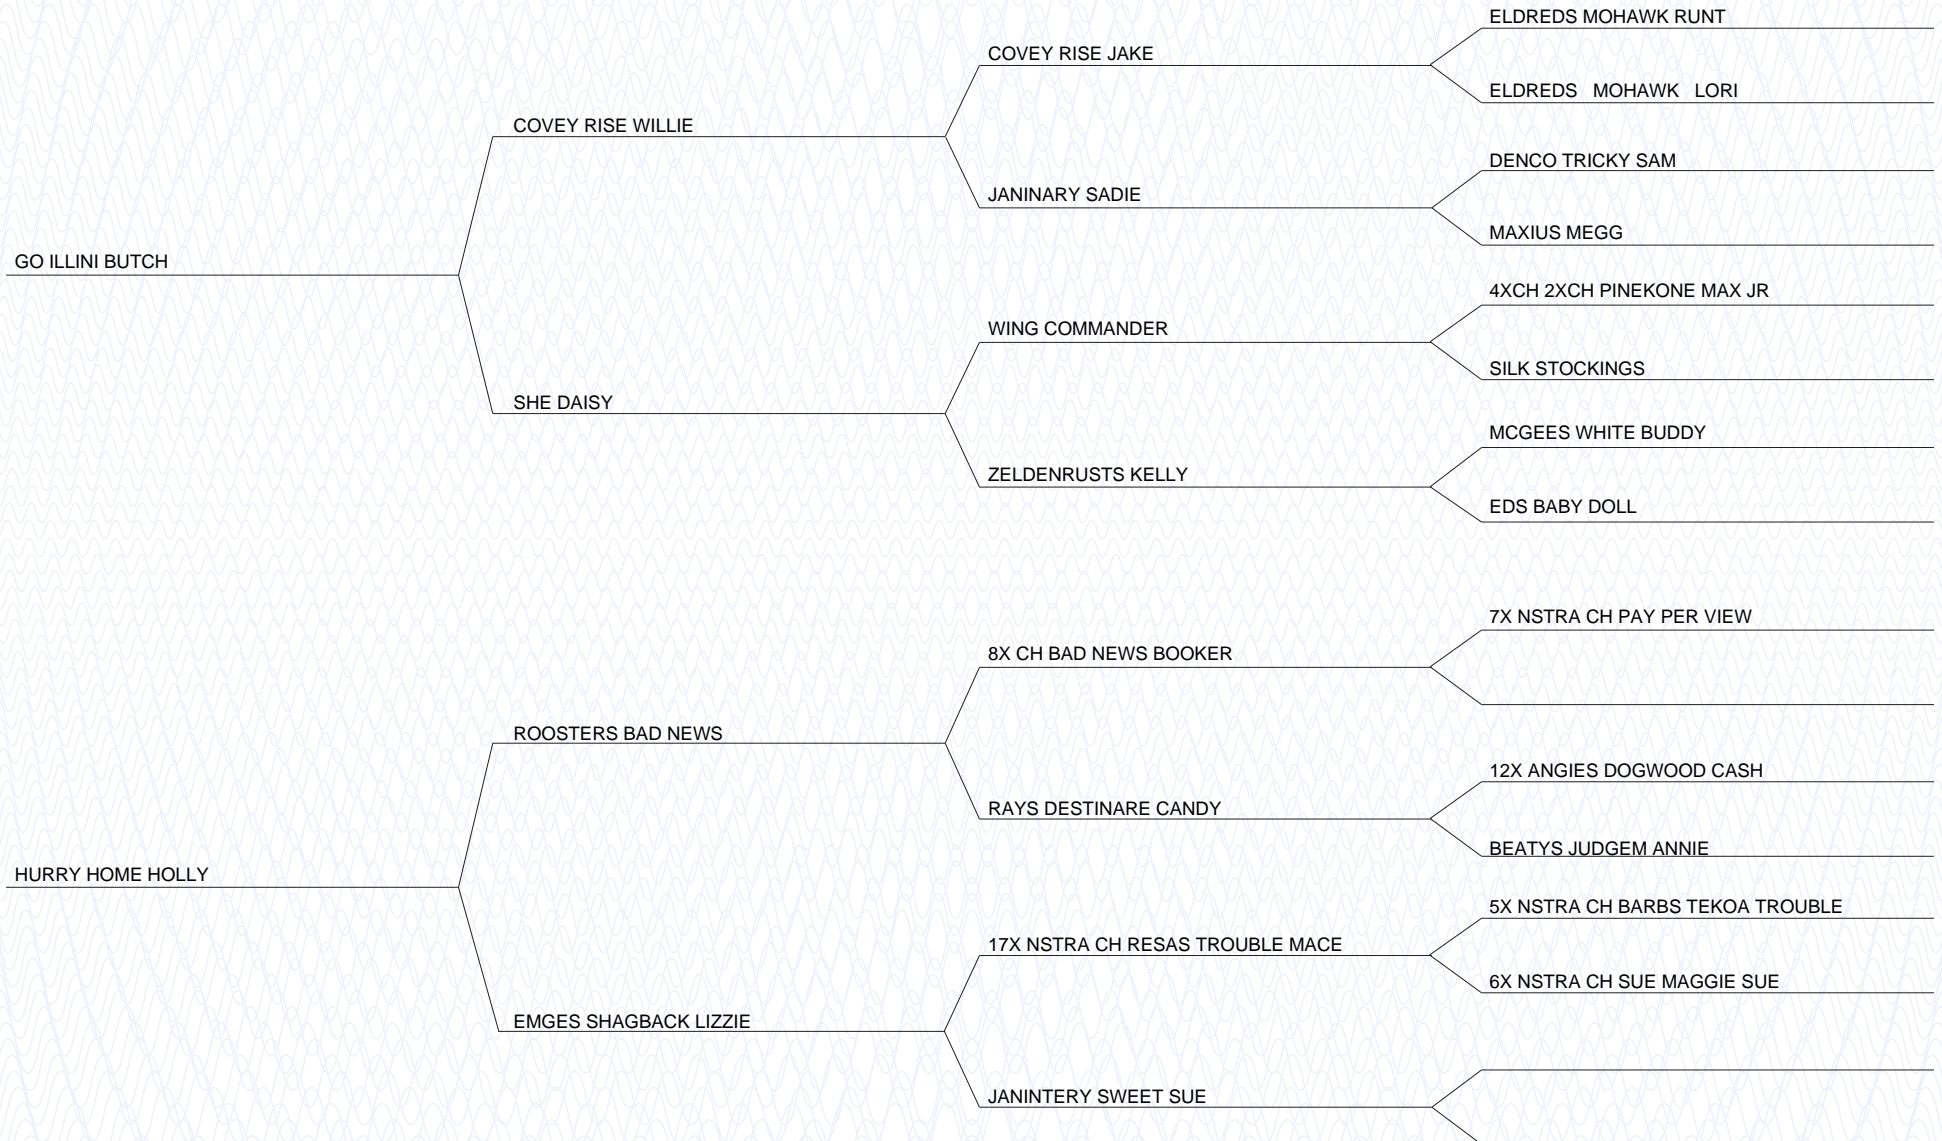 ELDREDS MOHAWK RUNT
COVEY RISE JAKE
ELDREDS MOHAWK LORI
COVEY RISE WILLIE
DENCO TRICKY SAM
JANINARY SADIE
MAXIUS MEGG
GO ILLINI BUTCH
4XCH 2XCH PINEKONE MAX JR
WING COMMANDER
SILK STOCKINGS
SHE DAISY
MCGEES WHITE BUDDY
ZELDENRUSTS KELLY
EDS BABY DOLL
7X NSTRA CH PAY PER VIEW
8X CH BAD NEWS BOOKER
ROOSTERS BAD NEWS
12X ANGIES DOGWOOD CASH
RAYS DESTINARE CANDY
BEATYS JUDGEM ANNIE
HURRY HOME HOLLY
5X NSTRA CH BARBS TEKOA TROUBLE
17X NSTRA CH RESAS TROUBLE MACE
6X NSTRA CH SUE MAGGIE SUE
EMGES SHAGBACK LIZZIE
JANINTERY SWEET SUE